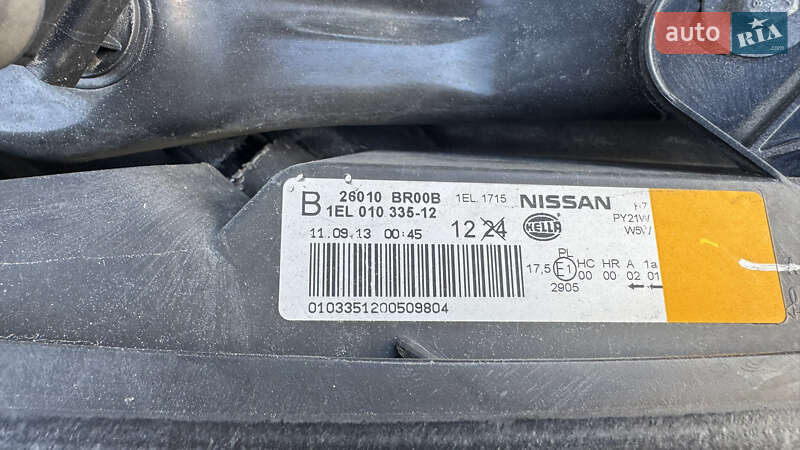 auto RIA .com
B 26010 BR00B 1EL 1715 NISSAN
1EL 010 335-12
PY21W
W5W
11.09.13 00:45 12 24 HELLA
PL
17,5 E1 HC HR A 1a
00 00 02 01
2905
0103351200509804